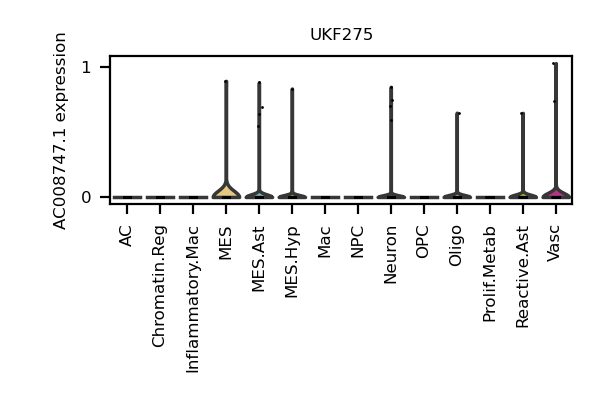 UKF275
AC008747.1 expression
1
0
AC
Chromatin.Reg
Inflammatory.Mac
MES
MES.Ast
MES.Hyp
Mac
NPC
Neuron
OPC
Oligo
Prolif.Metab
Reactive.Ast
Vasc